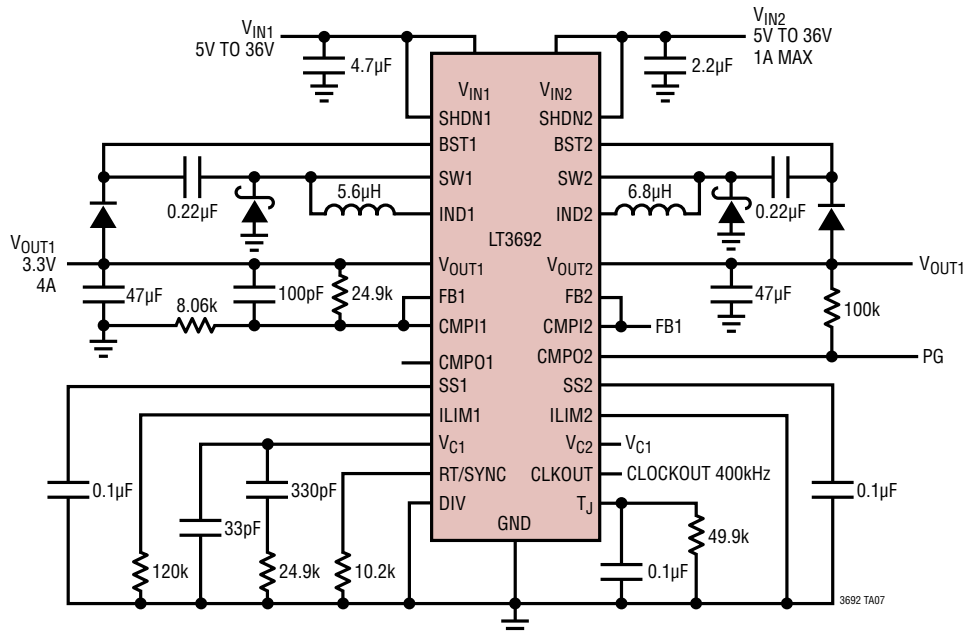 VIN1
5V TO 36V
4.7µF
VIN2
5V TO 36V
1A MAX
2.2µF
VIN1
VIN2
SHDN1
SHDN2
BST1
BST2
SW1
SW2
0.22µF
5.6µH
6.8µH
0.22µF
IND1
IND2
LT3692
VOUT1
3.3V
4A
VOUT1
VOUT2
VOUT1
47µF
8.06k
100pF
24.9k
FB1
FB2
47µF
100k
CMPI1
CMPI2
FB1
CMPO1
CMPO2
PG
SS1
SS2
ILIM1
ILIM2
VC1
VC2
VC1
RT/SYNC
CLKOUT
CLOCKOUT 400kHz
0.1µF
330pF
0.1µF
DIV
TJ
33pF
GND
49.9k
120k
24.9k
10.2k
0.1µF
3692 TA07